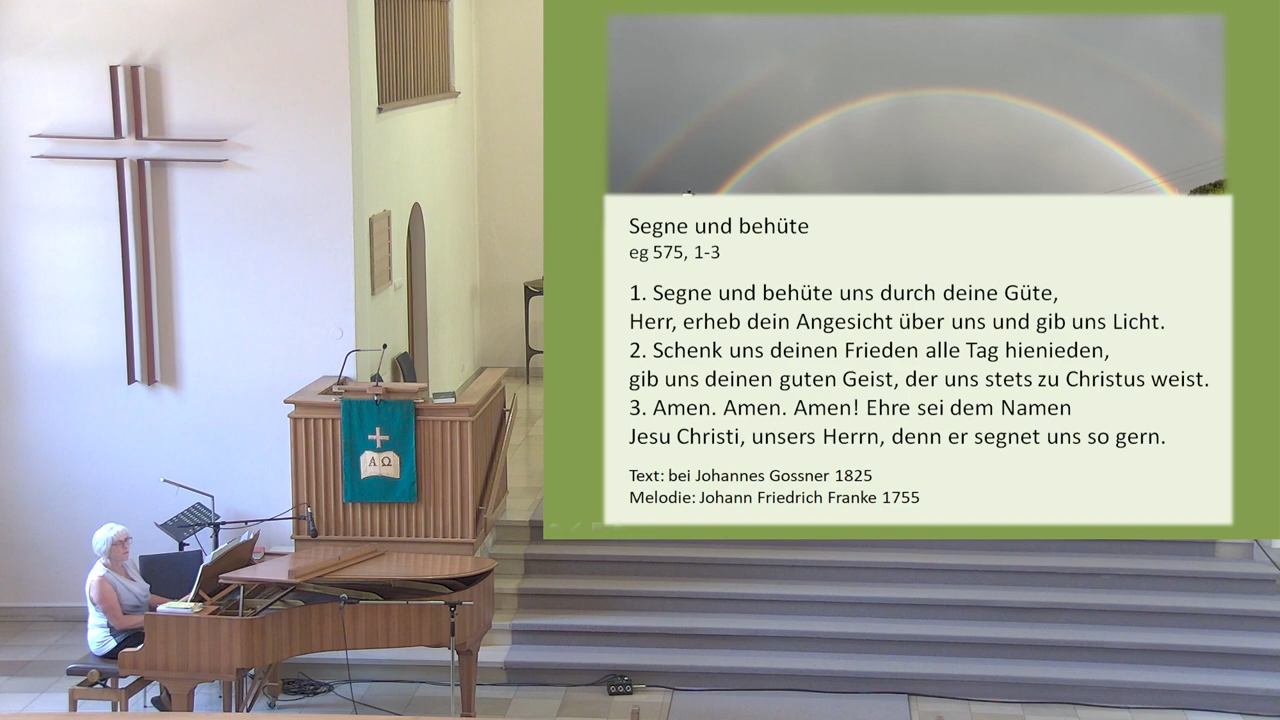 Segne und behüte
eg 575, 1-3
1. Segne und behüte uns durch deine Güte,
Herr, erheb dein Angesicht über uns und gib uns Licht.
2. Schenk uns deinen Frieden alle Tag hienieden,
gib uns deinen guten Geist, der uns stets zu Christus weist.
3. Amen. Amen. Amen! Ehre sei dem Namen
Jesu Christi, unsers Herrn, denn er segnet uns so gern.
Text: bei Johannes Gossner 1825
Melodie: Johann Friedrich Franke 1755
Α Ω